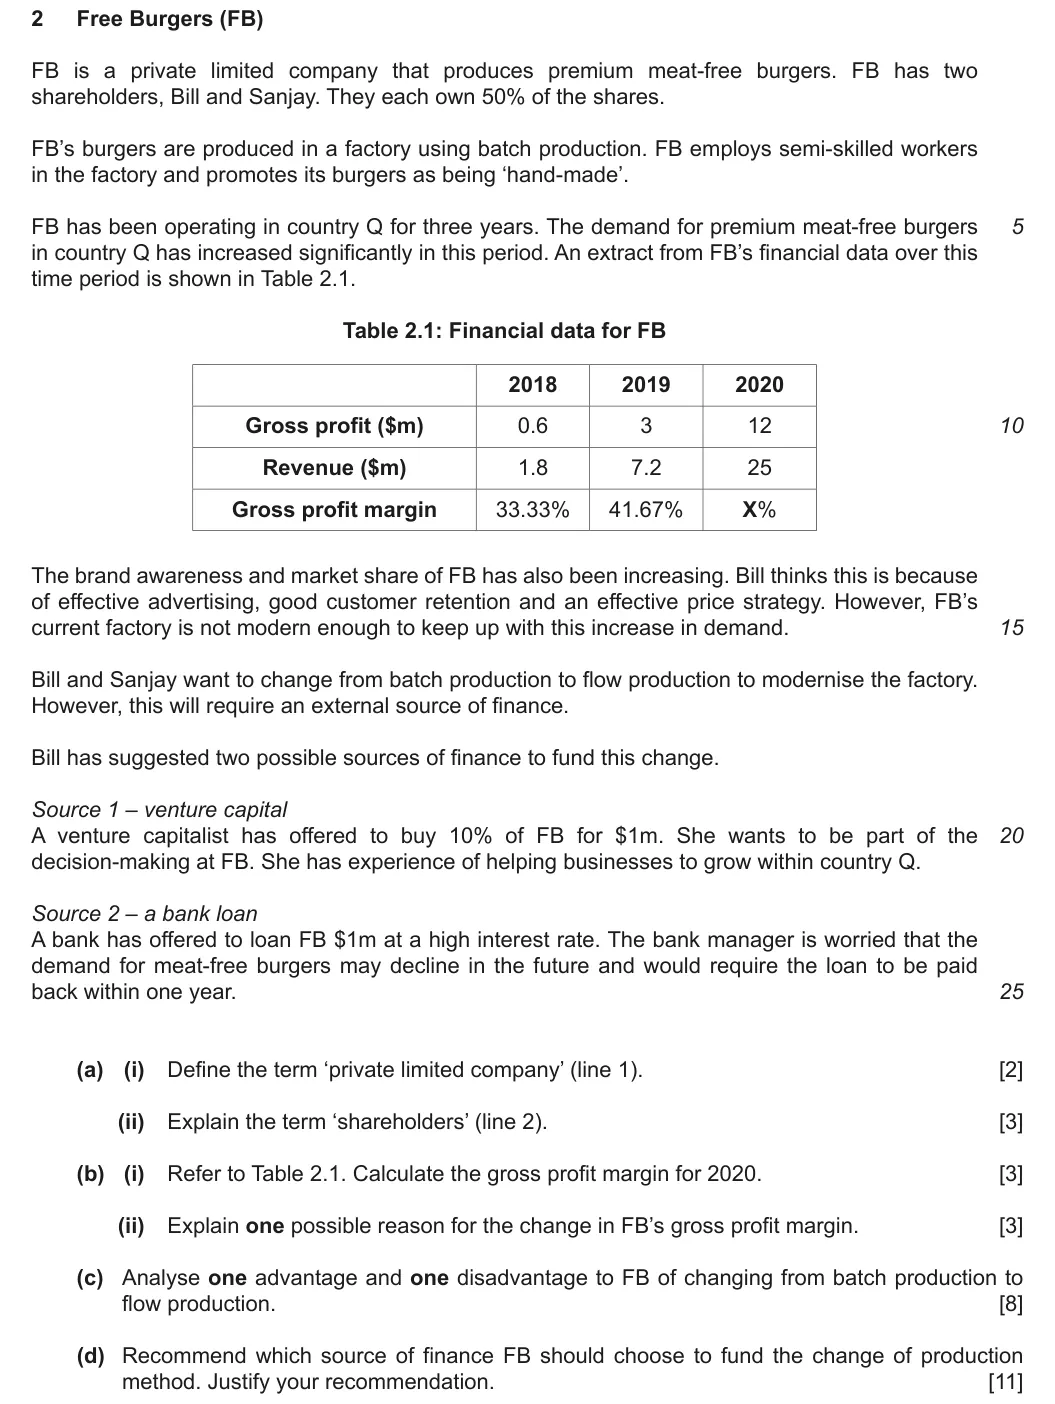 2 Free Burgers (FB)
FB is a private limited company that produces premium meat-free burgers. FB has two
shareholders, Bill and Sanjay. They each own 50% of the shares.
FB’s burgers are produced in a factory using batch production. FB employs semi-skilled workers
in the factory and promotes its burgers as being ‘hand-made’.
FB has been operating in country Q for three years. The demand for premium meat-free burgers 5
in country Q has increased significantly in this period. An extract from FB’s financial data over this
time period is shown in Table 2.1.
Table 2.1: Financial data for FB
2018 2019 2020
Gross profit ($m) 0.6 3 12 10
Revenue ($m) 1.8 7.2 25
Gross profit margin 33.33% 41.67% X%
The brand awareness and market share of FB has also been increasing. Bill thinks this is because
of effective advertising, good customer retention and an effective price strategy. However, FB’s
current factory is not modern enough to keep up with this increase in demand. 15
Bill and Sanjay want to change from batch production to flow production to modernise the factory.
However, this will require an external source of finance.
Bill has suggested two possible sources of finance to fund this change.
Source 1 – venture capital
A venture capitalist has offered to buy 10% of FB for $1m. She wants to be part of the 20
decision-making at FB. She has experience of helping businesses to grow within country Q.
Source 2 – a bank loan
A bank has offered to loan FB $1m at a high interest rate. The bank manager is worried that the
demand for meat-free burgers may decline in the future and would require the loan to be paid
back within one year. 25
(a) (i) Define the term ‘private limited company’ (line 1). [2]
(ii) Explain the term ‘shareholders’ (line 2). [3]
(b) (i) Refer to Table 2.1. Calculate the gross profit margin for 2020. [3]
(ii) Explain one possible reason for the change in FB’s gross profit margin. [3]
(c) Analyse one advantage and one disadvantage to FB of changing from batch production to
flow production. [8]
(d) Recommend which source of finance FB should choose to fund the change of production
method. Justify your recommendation. [11]